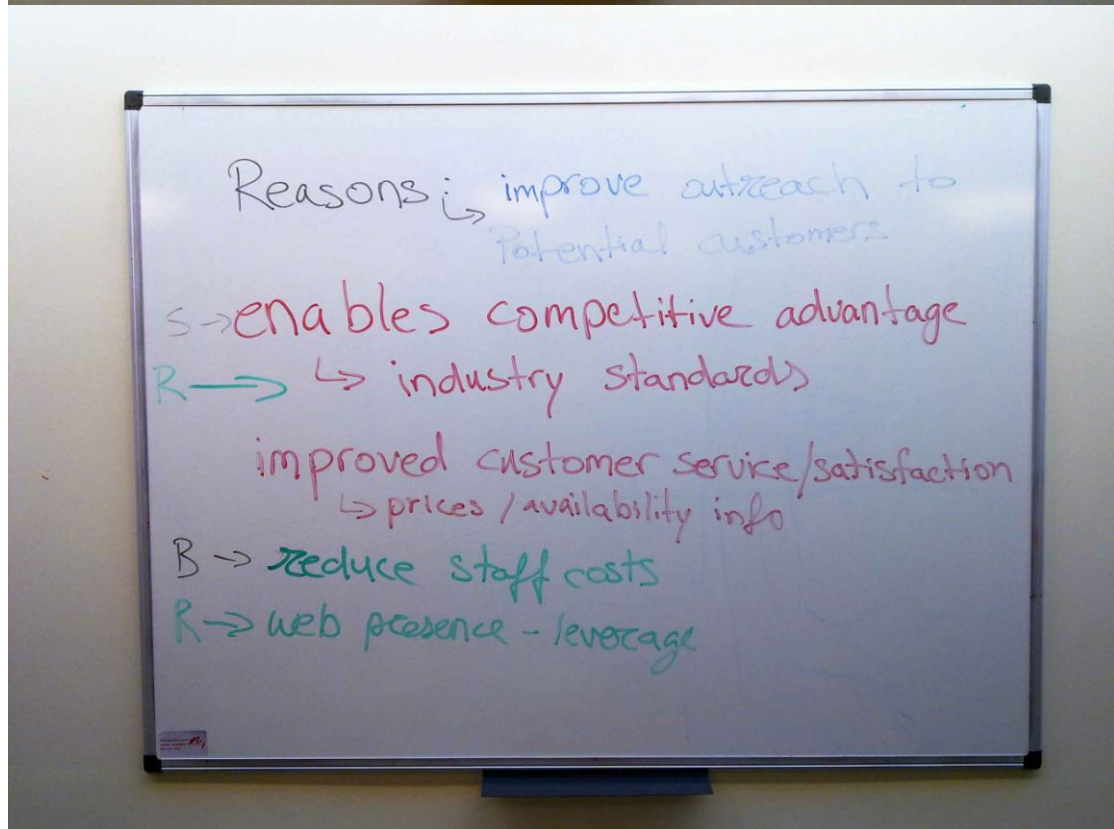 Reasons: ↳ improve outreach to
Potential customers
S → enables competitive advantage
R → ↳ industry standards
improved customer service/satisfaction
↳ prices / availability info
B → reduce staff costs
R → web presence - leverage